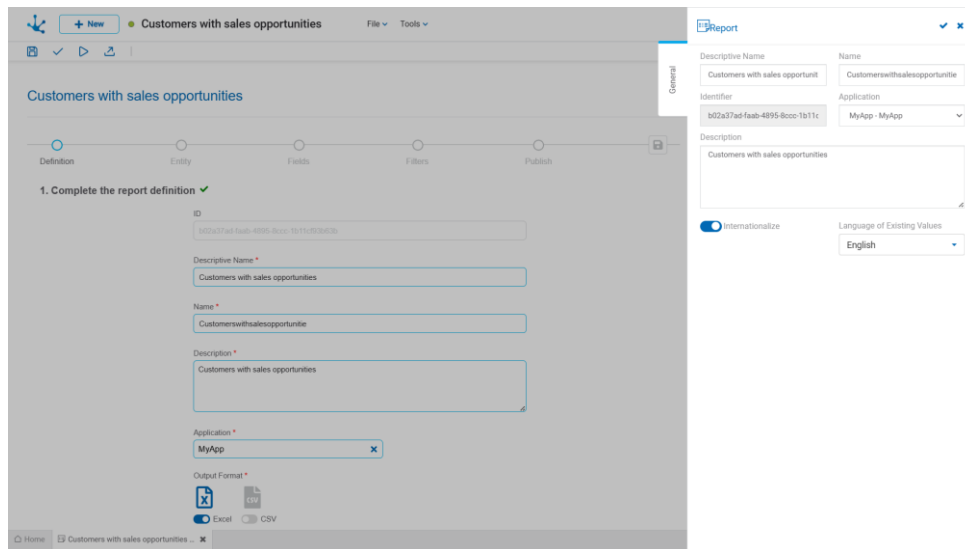 + New
Customers with sales opportunities
File
Tools
Customers with sales opportunities
Definition
Entity
Fields
Filters
Publish
1. Complete the report definition
ID
Descriptive Name *
Customers with sales opportunities
Name *
Customerswithsalesopportunitie
Description *
Customers with sales opportunities
Application *
MyApp
Output Format *
X
CSV
Excel
CSV
Home
Customers with sales opportunities ...
General
Report
Descriptive Name
Name
Customers with sales opportunit
Customerswithsalesopportunitie
Identifier
Application
b02a37ad-faab-4895-8ccc-1b11c
MyApp - MyApp
Description
Customers with sales opportunities
Internationalize
Language of Existing Values
English